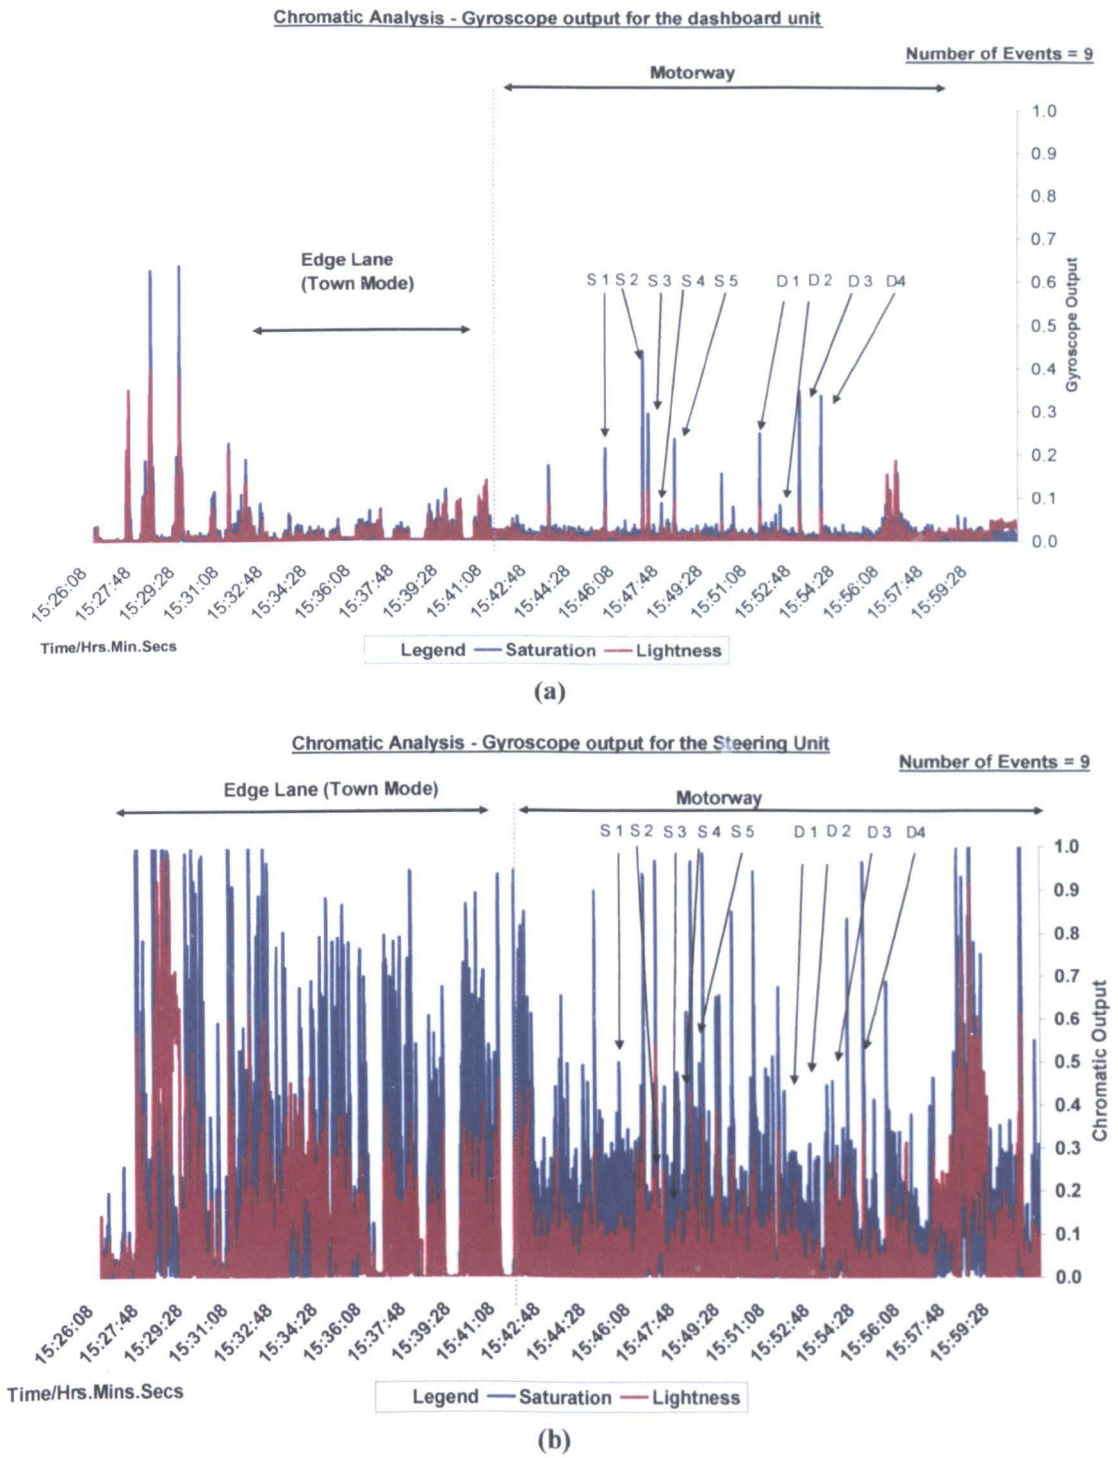 Chromatic Analysis - Gyroscope output for the dashboard unit
Number of Events = 9
Motorway
Edge Lane
(Town Mode)
S 1 S 2 S 3 S 4 S 5 D 1 D 2 D 3 D4
1.0
0.9
0.8
0.7
0.6
0.5
0.4
0.3
0.2
0.1
0.0
Gyroscope Output
15:26:08 15:27:48 15:29:28 15:31:08 15:32:48 15:34:28 15:36:08 15:37:48 15:39:28 15:41:08 15:42:48 15:44:28 15:46:08 15:47:48 15:49:28 15:51:08 15:52:48 15:54:28 15:56:08 15:57:48 15:59:28
Time/Hrs.Min.Secs
Legend Saturation Lightness
(a)
Chromatic Analysis - Gyroscope output for the Steering Unit
Number of Events = 9
Edge Lane (Town Mode)
Motorway
S 1 S 2 S 3 S 4 S 5 D 1 D 2 D 3 D4
1.0
0.9
0.8
0.7
0.6
0.5
0.4
0.3
0.2
0.1
0.0
Chromatic Output
15:26:08 15:27:48 15:29:28 15:31:08 15:32:48 15:34:28 15:36:08 15:37:48 15:39:28 15:41:08 15:42:48 15:44:28 15:46:08 15:47:48 15:49:28 15:51:08 15:52:48 15:54:28 15:56:08 15:57:48 15:59:28
Time/Hrs.Mins.Secs
Legend Saturation Lightness
(b)